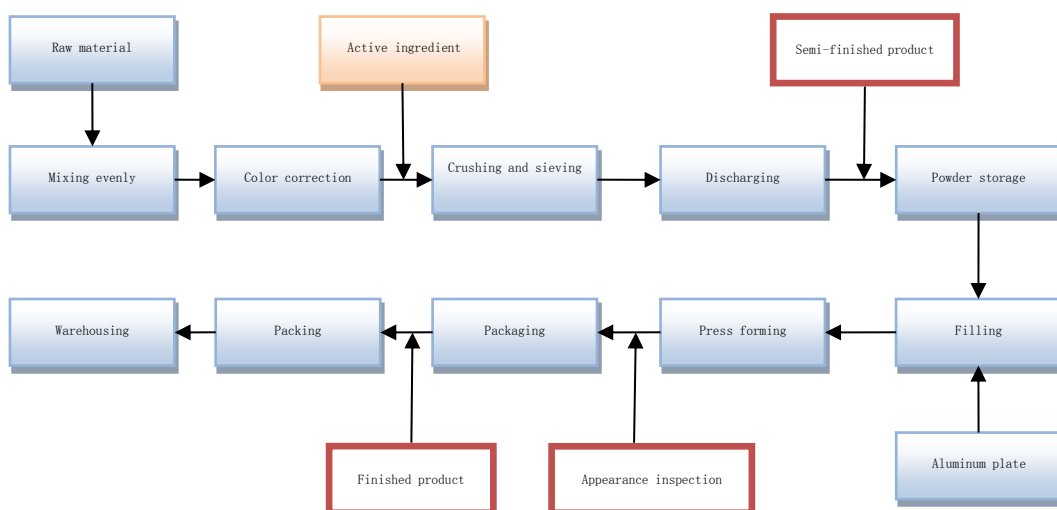 Raw material
Active ingredient
Semi-finished product
Mixing evenly
Color correction
Crushing and sieving
Discharging
Powder storage
Warehousing
Packing
Packaging
Press forming
Filling
Finished product
Appearance inspection
Aluminum plate